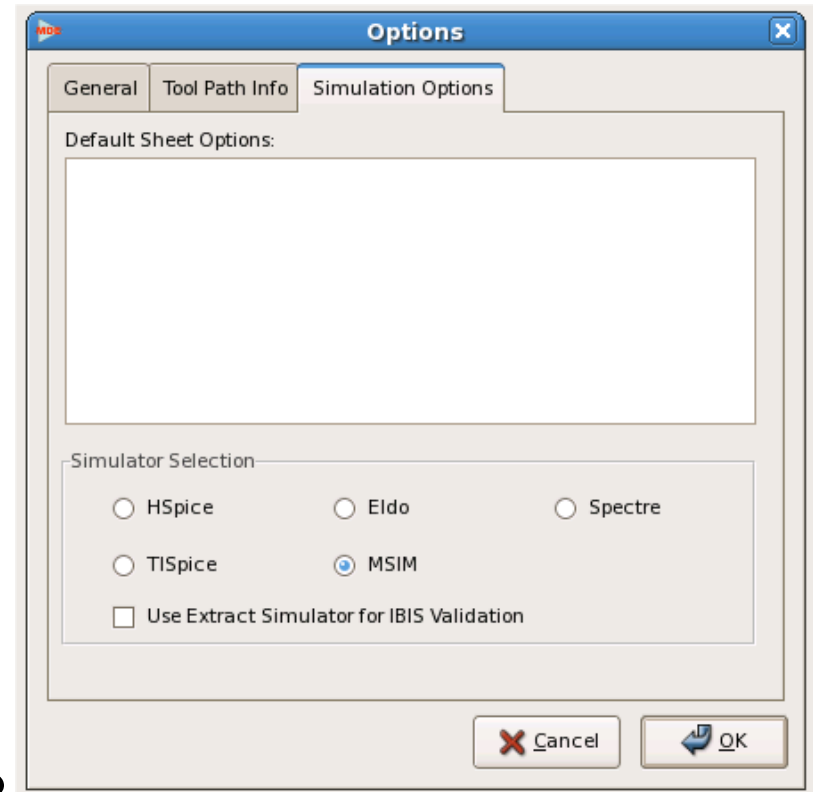 MDD
Options
General Tool Path Info Simulation Options
Default Sheet Options:
Simulator Selection
HSpice Eldo Spectre
TISpice MSIM
Use Extract Simulator for IBIS Validation
Cancel OK